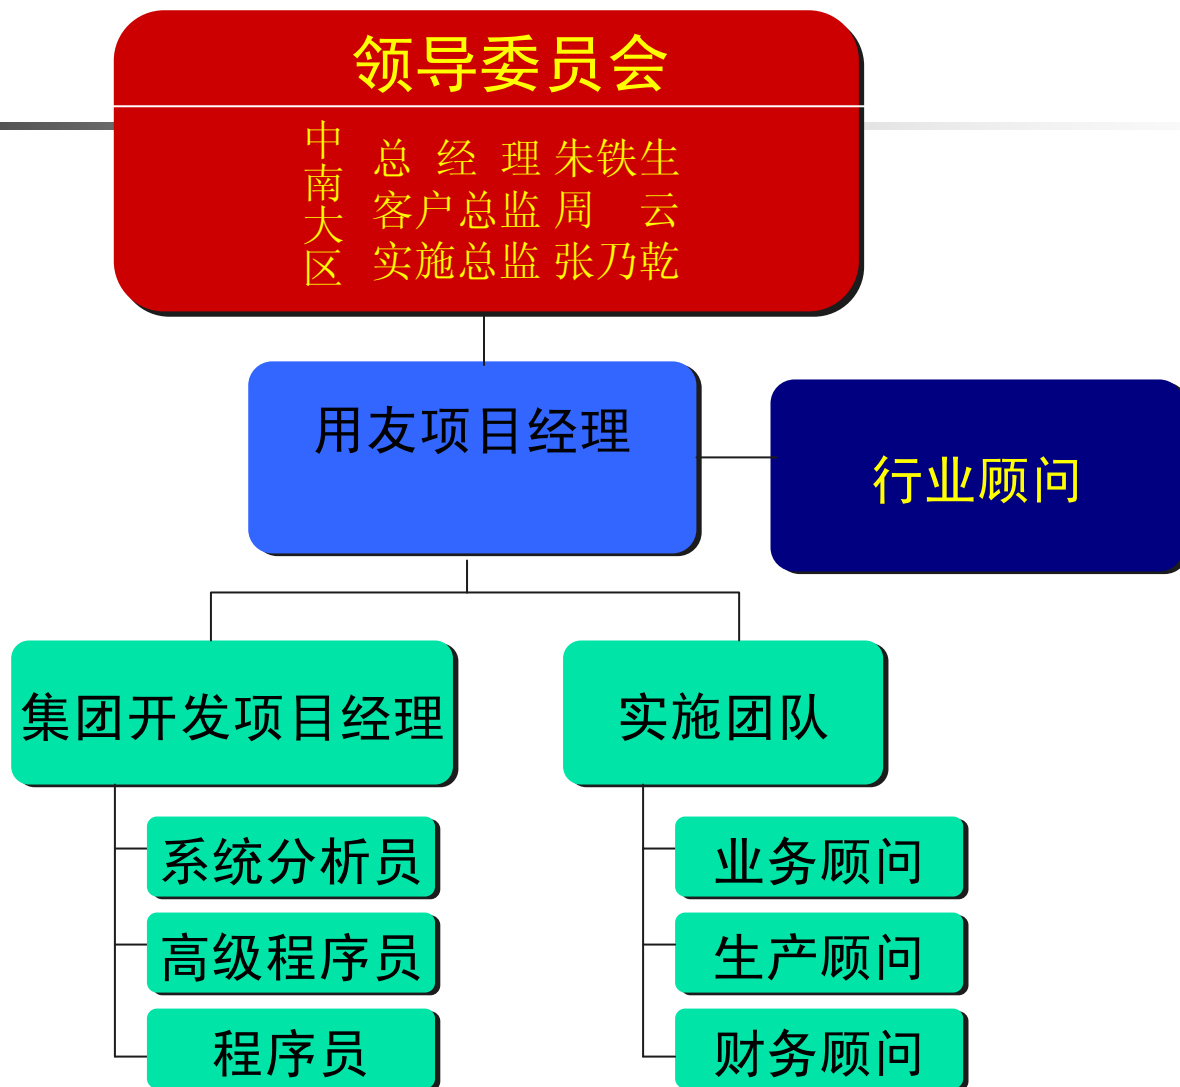 领导委员会
中南大区
总 经 理 朱铁生
客户总监 周 云
实施总监 张乃乾
用友项目经理
行业顾问
集团开发项目经理
实施团队
系统分析员
业务顾问
高级程序员
生产顾问
程序员
财务顾问